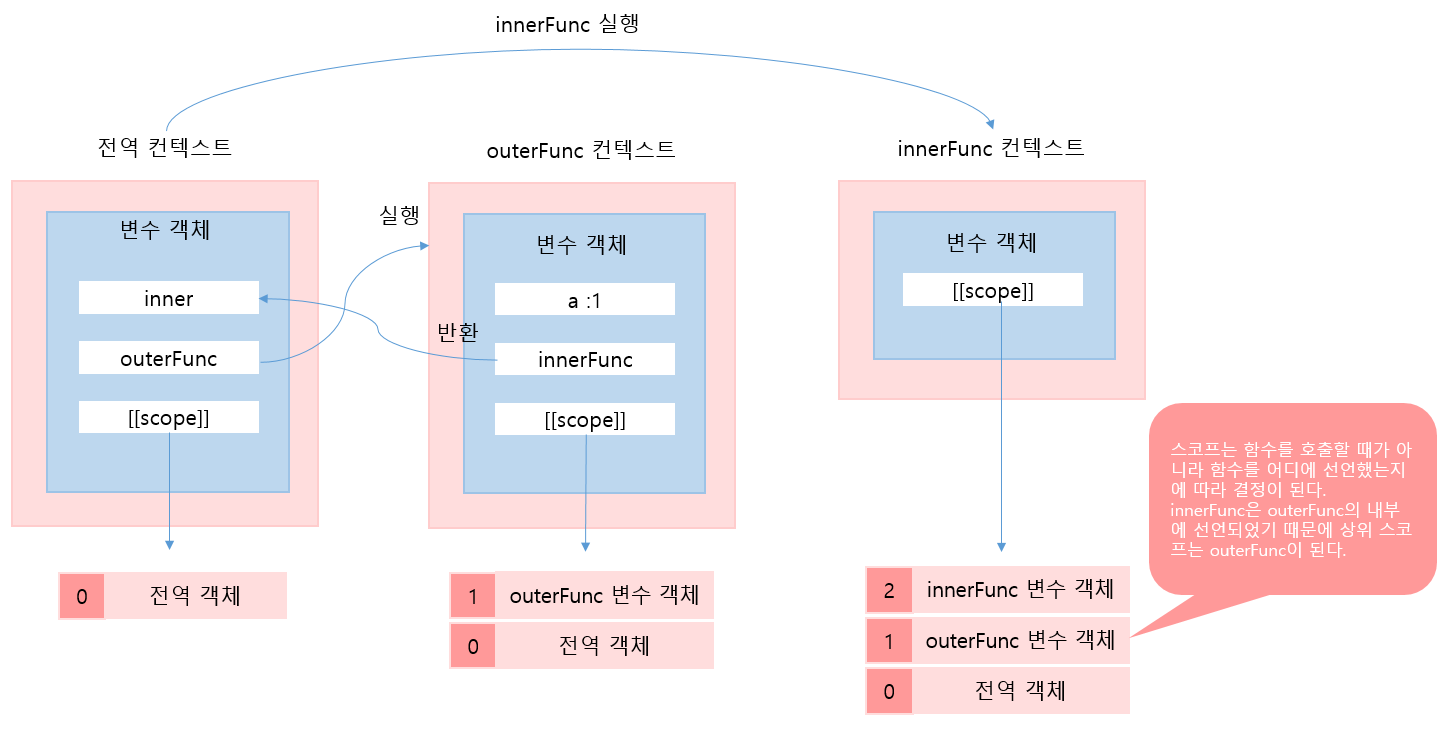 innerFunc 실행
전역 컨텍스트
변수 객체
inner
outerFunc
[[scope]]
0 전역 객체
outerFunc 컨텍스트
실행
반환
변수 객체
a :1
innerFunc
[[scope]]
1 outerFunc 변수 객체
0 전역 객체
innerFunc 컨텍스트
변수 객체
[[scope]]
2 innerFunc 변수 객체
1 outerFunc 변수 객체
0 전역 객체
스코프는 함수를 호출할 때가 아
니라 함수를 어디에 선언했는지
에 따라 결정이 된다.
innerFunc은 outerFunc의 내부
에 선언되었기 때문에 상위 스코
프는 outerFunc이 된다.